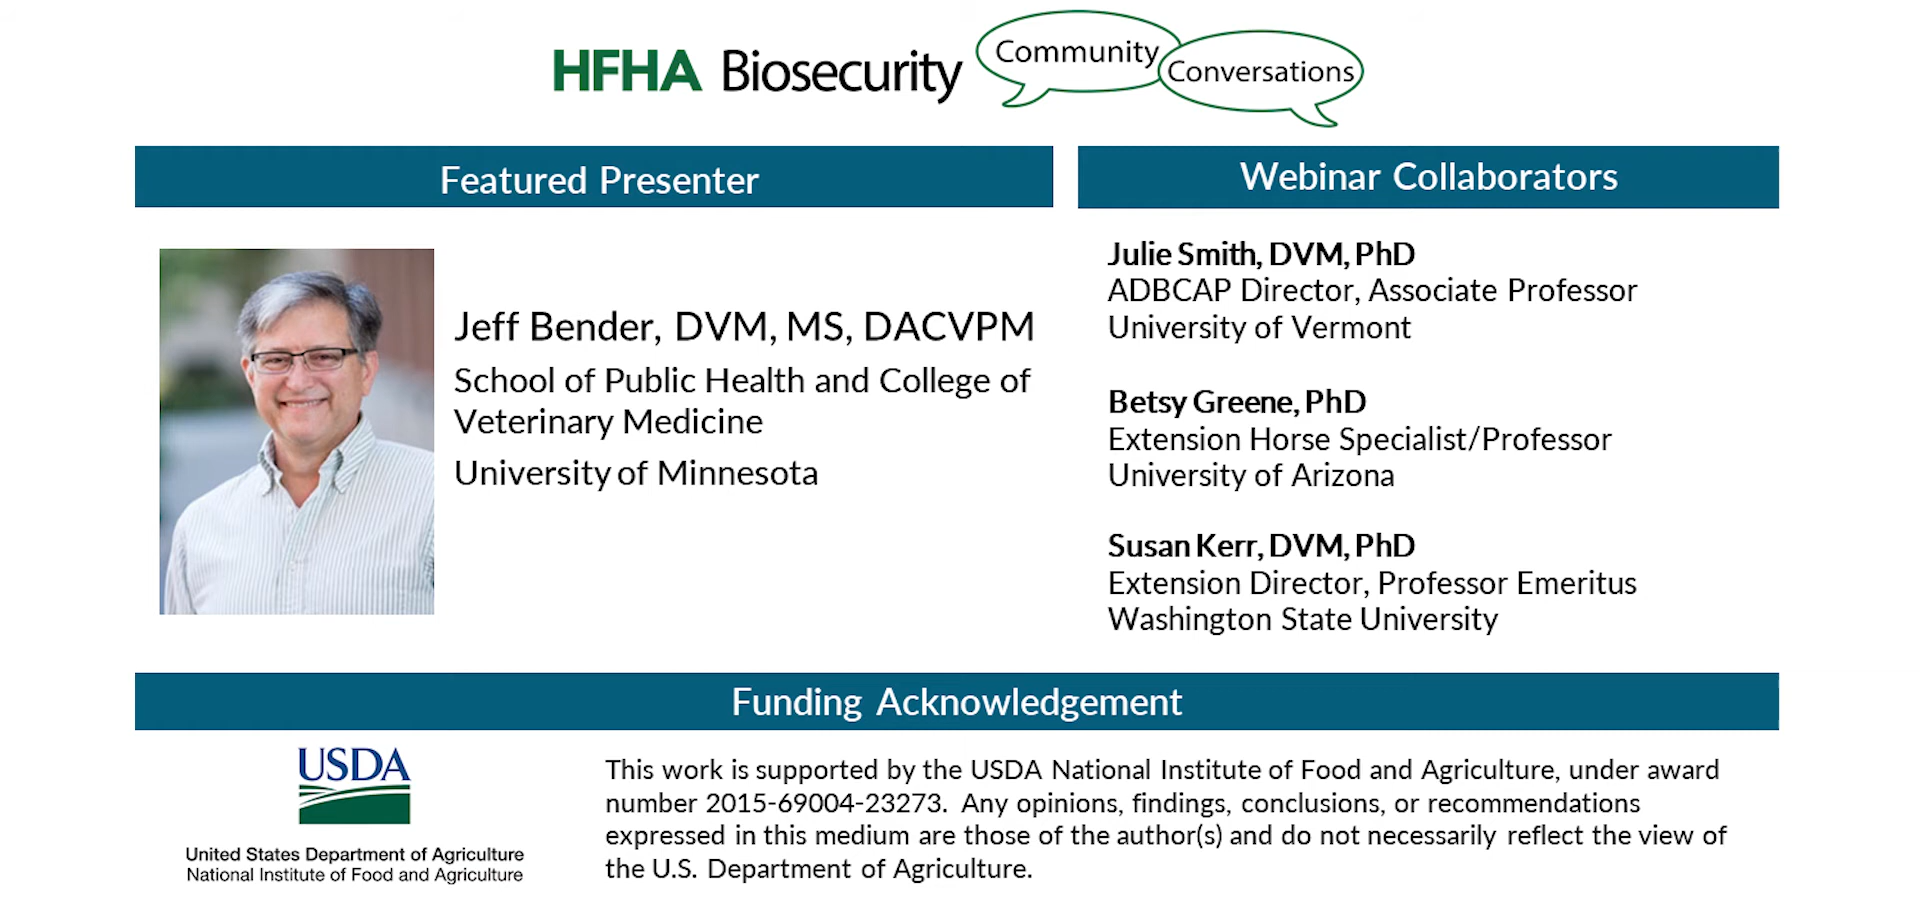 HFHA Biosecurity Community Conversations
Featured Presenter
Jeff Bender, DVM, MS, DACVPM
School of Public Health and College of
Veterinary Medicine
University of Minnesota
Webinar Collaborators
Julie Smith, DVM, PhD
ADBCAP Director, Associate Professor
University of Vermont
Betsy Greene, PhD
Extension Horse Specialist/Professor
University of Arizona
Susan Kerr, DVM, PhD
Extension Director, Professor Emeritus
Washington State University
Funding Acknowledgement
USDA
United States Department of Agriculture
National Institute of Food and Agriculture
This work is supported by the USDA National Institute of Food and Agriculture, under award
number 2015-69004-23273. Any opinions, findings, conclusions, or recommendations
expressed in this medium are those of the author(s) and do not necessarily reflect the view of
the U.S. Department of Agriculture.